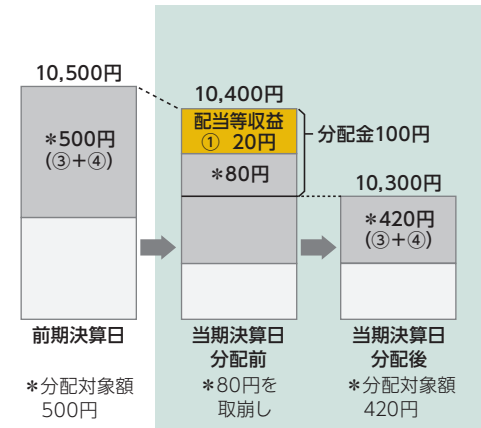 10,500円
10,400円
配当等収益
① 20円
分配金100円
*500円
(③+④)
*80円
10,300円
*420円
(③+④)
前期決算日
当期決算日
分配前
当期決算日
分配後
*分配対象額
500円
*80円を
取崩し
*分配対象額
420円